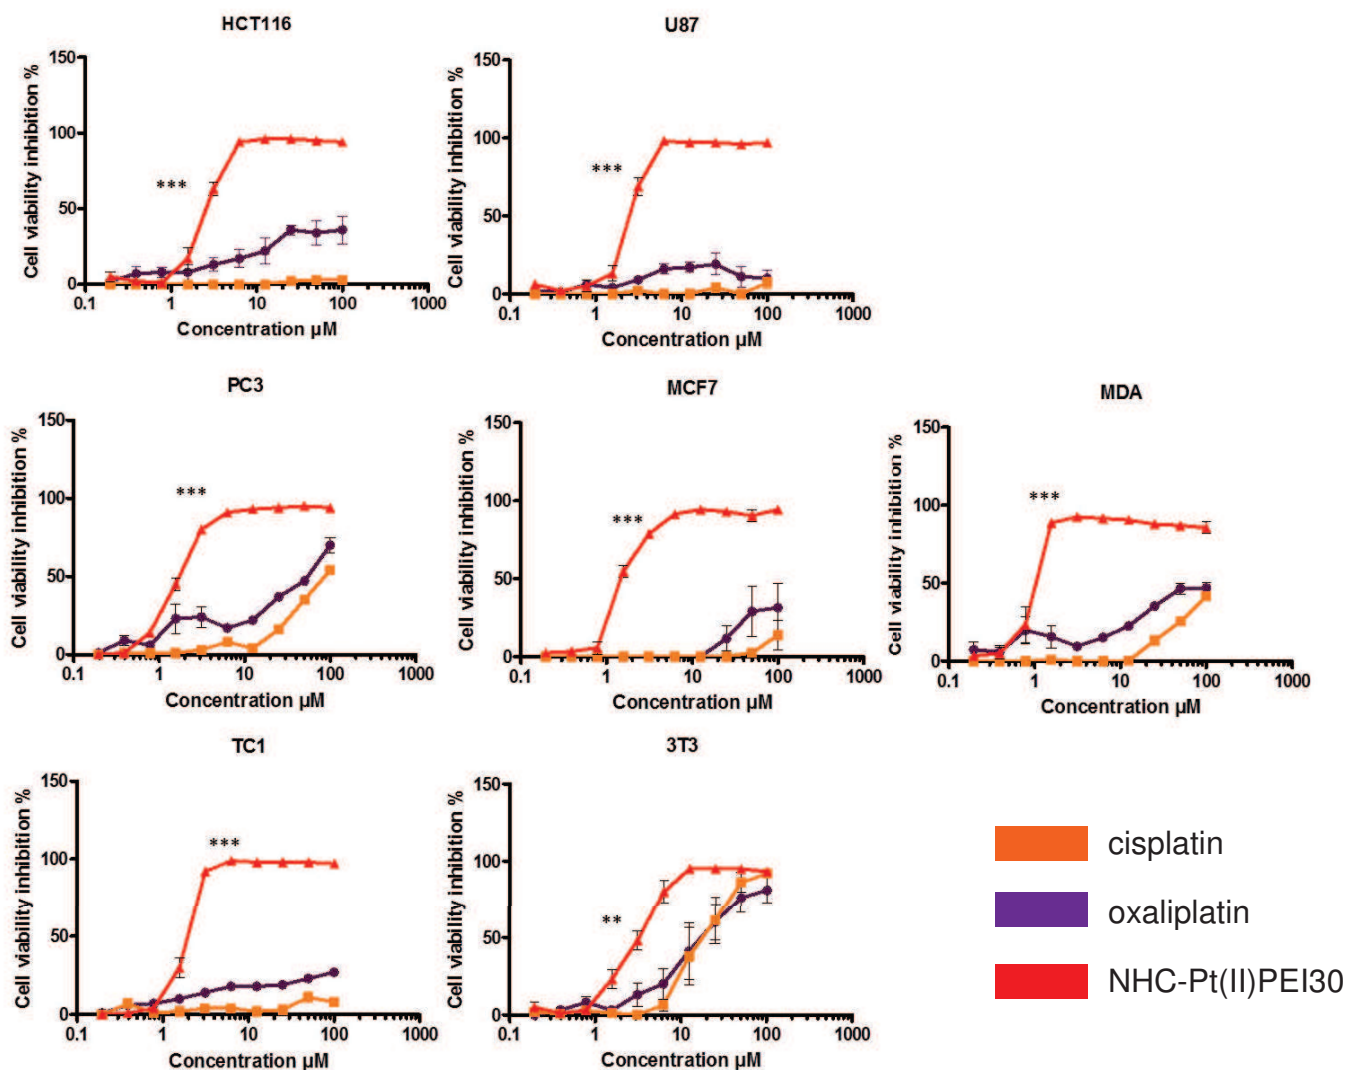 HCT116
Cell viability inhibition %
150
100
50
0
***
0.1 1 10 100 1000
Concentration µM
U87
Cell viability inhibition %
150
100
50
0
***
0.1 1 10 100 1000
Concentration µM
PC3
Cell viability inhibition %
150
100
50
0
***
0.1 1 10 100 1000
Concentration µM
MCF7
Cell viability inhibition %
150
100
50
0
***
0.1 1 10 100 1000
Concentration µM
MDA
Cell viability inhibition %
150
100
50
0
***
0.1 1 10 100 1000
Concentration µM
TC1
Cell viability inhibition %
150
100
50
0
***
0.1 1 10 100 1000
Concentration µM
3T3
Cell viability inhibition %
150
100
50
0
**
0.1 1 10 100 1000
Concentration µM
cisplatin
oxaliplatin
NHC-Pt(II)PEI30